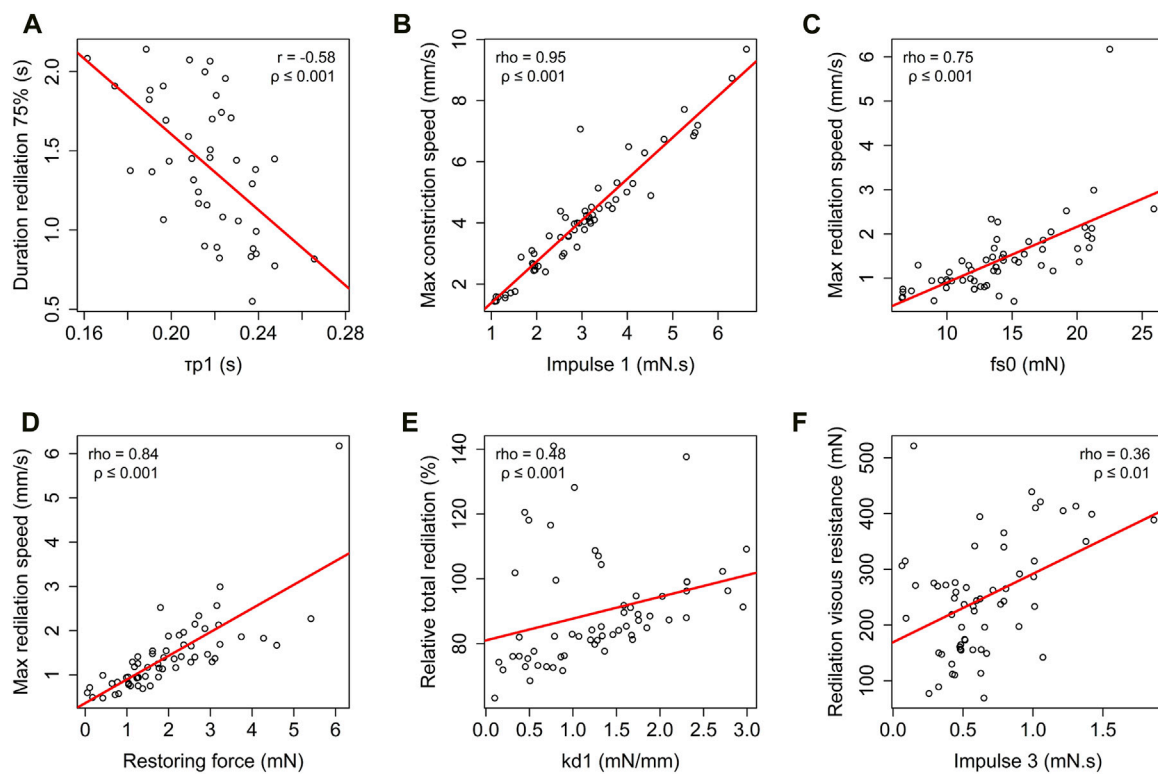 A
r = -0.58
ρ ≤ 0.001
Duration redilation 75% (s)
2.0
1.5
1.0
0.5
0.16 0.20 0.24 0.28
τp1 (s)
B
rho = 0.95
ρ ≤ 0.001
Max constriction speed (mm/s)
10
8
6
4
2
1 2 3 4 5 6
Impulse 1 (mN.s)
C
rho = 0.75
ρ ≤ 0.001
Max redilation speed (mm/s)
6
5
4
3
2
1
10 15 20 25
fs0 (mN)
D
rho = 0.84
ρ ≤ 0.001
Max redilation speed (mm/s)
6
5
4
3
2
1
0 1 2 3 4 5 6
Restoring force (mN)
E
rho = 0.48
ρ ≤ 0.001
Relative total redilation (%)
140
120
100
80
0.0 0.5 1.0 1.5 2.0 2.5 3.0
kd1 (mN/mm)
F
rho = 0.36
ρ ≤ 0.01
Redilation visous resistance (mN)
500
400
300
200
100
0.0 0.5 1.0 1.5
Impulse 3 (mN.s)